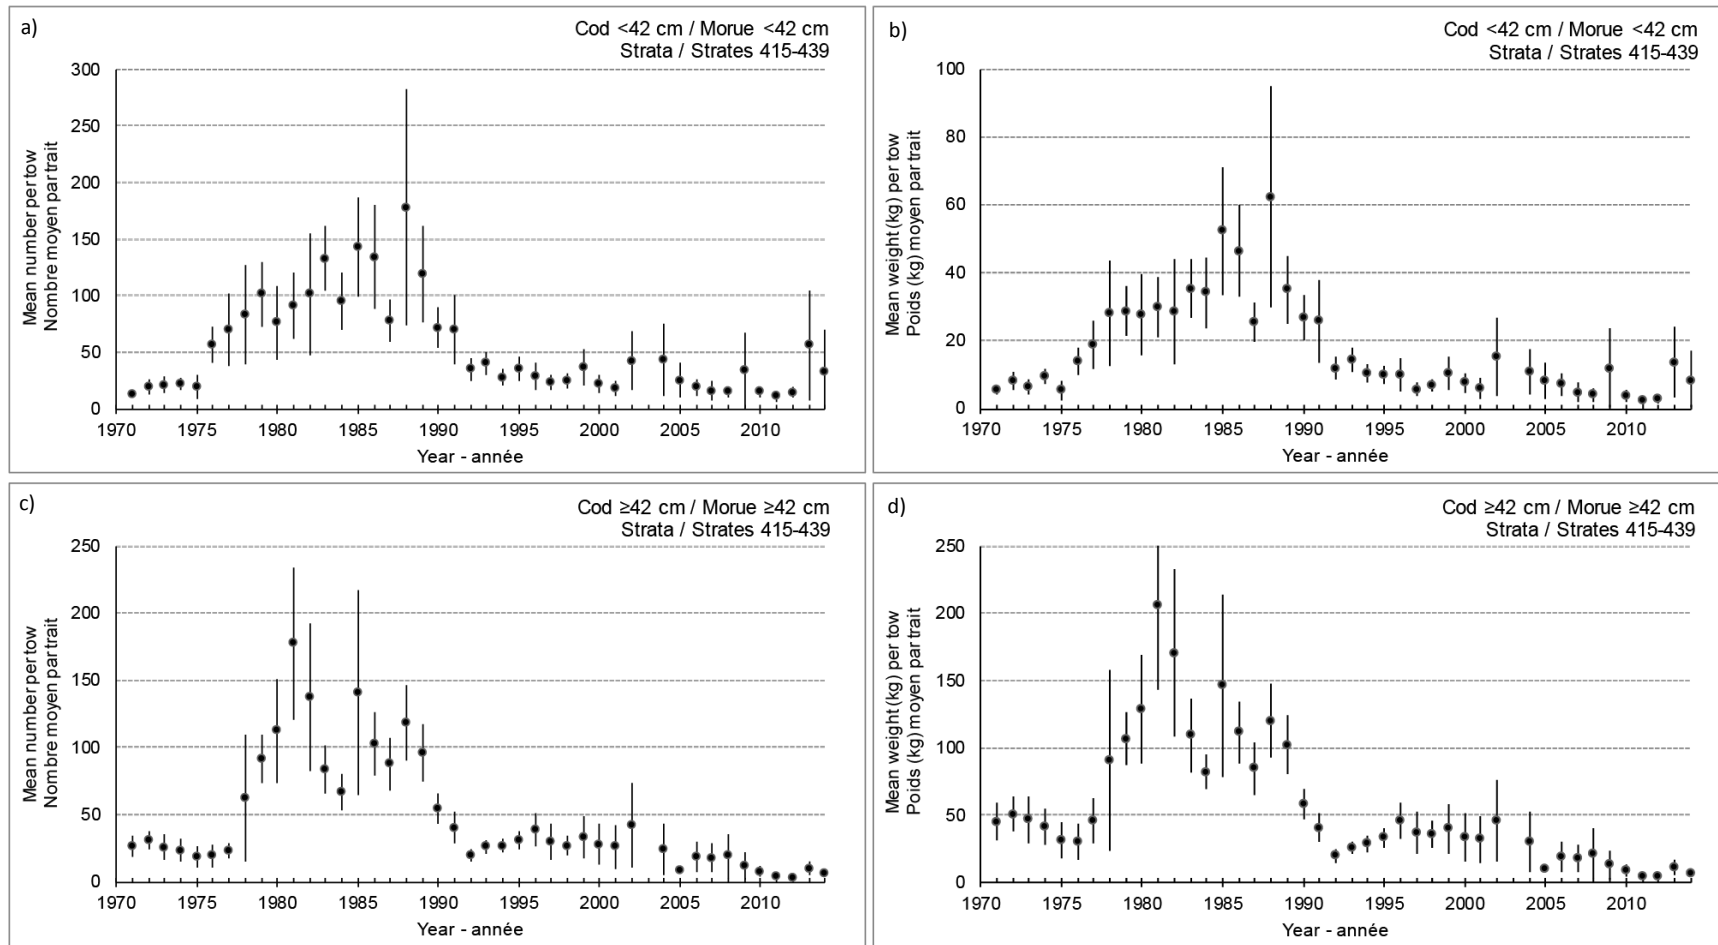 a)
Cod <42 cm / Morue <42 cm
Strata / Strates 415-439
300
250
200
150
100
50
0
Mean number per tow
Nombre moyen par trait
1970 1975 1980 1985 1990 1995 2000 2005 2010
Year - année
b)
Cod <42 cm / Morue <42 cm
Strata / Strates 415-439
100
80
60
40
20
0
Mean weight (kg) per tow
Poids (kg) moyen par trait
1970 1975 1980 1985 1990 1995 2000 2005 2010
Year - année
c)
Cod ≥42 cm / Morue ≥42 cm
Strata / Strates 415-439
250
200
150
100
50
0
Mean number per tow
Nombre moyen par trait
1970 1975 1980 1985 1990 1995 2000 2005 2010
Year - année
d)
Cod ≥42 cm / Morue ≥42 cm
Strata / Strates 415-439
250
200
150
100
50
0
Mean weight (kg) per tow
Poids (kg) moyen par trait
1970 1975 1980 1985 1990 1995 2000 2005 2010
Year - année